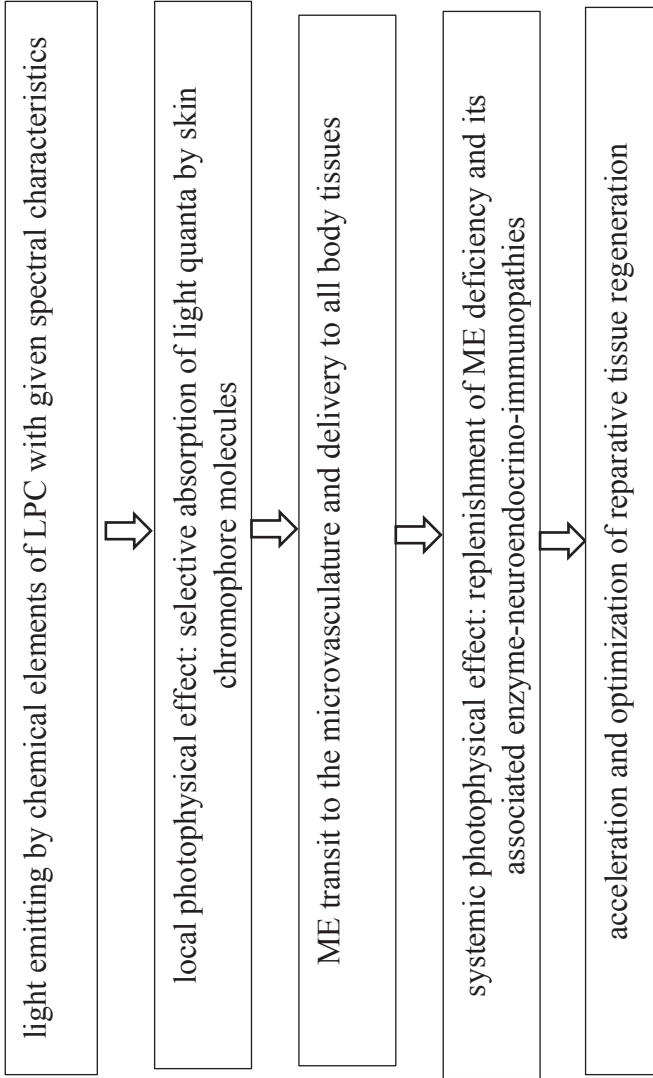 light emitting by chemical elements of LPC with given spectral characteristics
local photophysical effect: selective absorption of light quanta by skin
chromophore molecules
ME transit to the microvasculature and delivery to all body tissues
systemic photophysical effect: replenishment of ME deficiency and its
associated enzyme-neuroendocrino-immunopathies
acceleration and optimization of reparative tissue regeneration